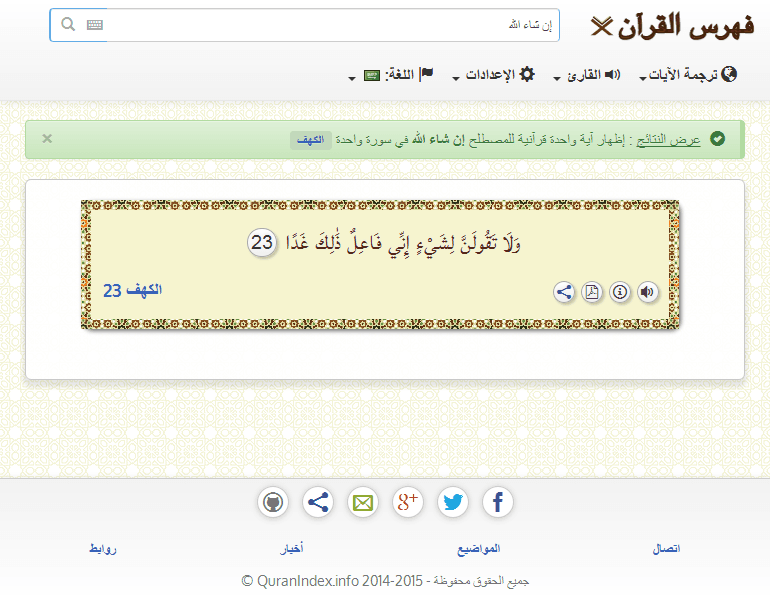 فهرس القرآن
إن شاء الله
ترجمة الآيات القارئ الإعدادات اللغة:
عرض النتائج : إظهار آية واحدة قرآنية للمصطلح إن شاء الله في سورة واحدة الكهف ×
وَلَا تَقُولَنَّ لِشَيْءٍ إِنِّي فَاعِلٌ ذَٰلِكَ غَدًا 23
الكهف 23
g+ f
اتصال المواضيع أخبار روابط
جميع الحقوق محفوظة - QuranIndex.info 2014-2015 ©